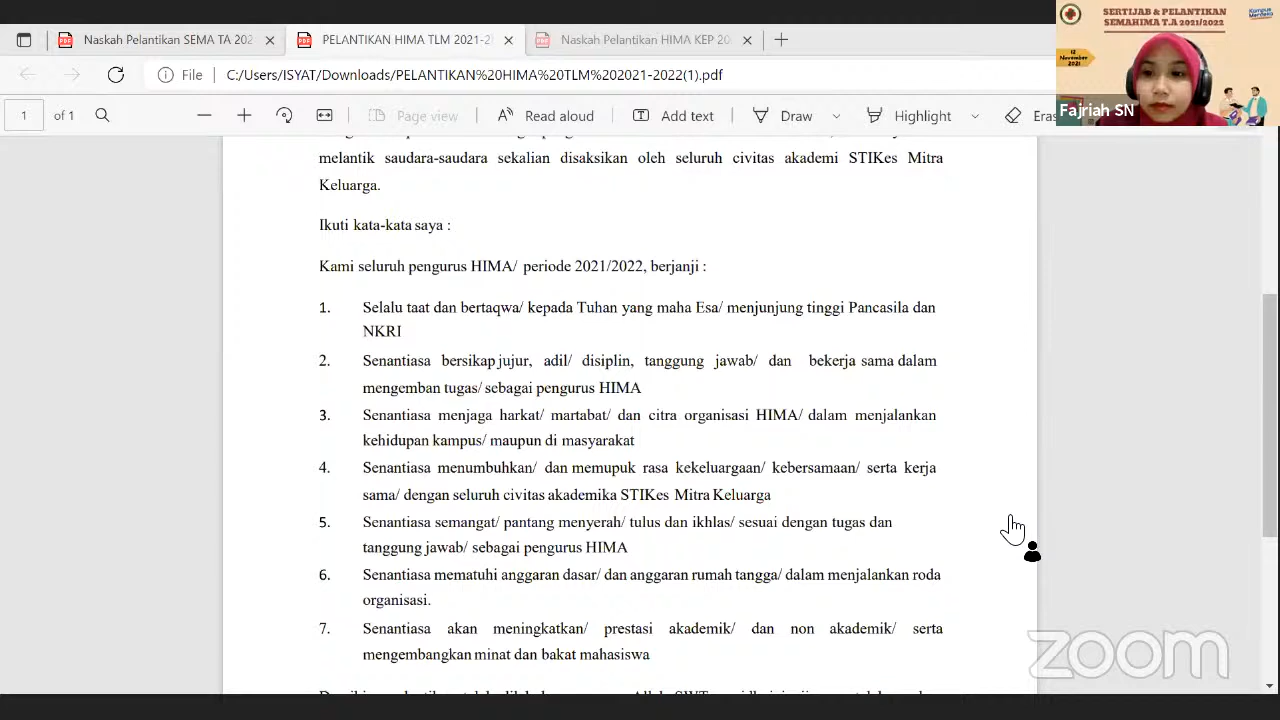 Naskah Pelantikan SEMA TA 202
PELANTIKAN HIMA TLM 2021-2
Naskah Pelantikan HIMA KEP 20
SERTIJAB & PELANTIKAN
SEMAHIMA T.A 2021/2022
Kampus
Merdeka
12
November
2021
Fajriah SN
File
C:/Users/ISYAT/Downloads/PELANTIKAN%20HIMA%20TLM%202021-2022(1).pdf
1 of 1
Page view
Read aloud
Add text
Draw
Highlight
melantik saudara-saudara sekalian disaksikan oleh seluruh civitas akademi STIKes Mitra
Keluarga.
Ikuti kata-kata saya :
Kami seluruh pengurus HIMA/ periode 2021/2022, berjanji :
1. Selalu taat dan bertaqwa/ kepada Tuhan yang maha Esa/ menjunjung tinggi Pancasila dan
NKRI
2. Senantiasa bersikap jujur, adil/ disiplin, tanggung jawab/ dan bekerja sama dalam
mengemban tugas/ sebagai pengurus HIMA
3. Senantiasa menjaga harkat/ martabat/ dan citra organisasi HIMA/ dalam menjalankan
kehidupan kampus/ maupun di masyarakat
4. Senantiasa menumbuhkan/ dan memupuk rasa kekeluargaan/ kebersamaan/ serta kerja
sama/ dengan seluruh civitas akademika STIKes Mitra Keluarga
5. Senantiasa semangat/ pantang menyerah/ tulus dan ikhlas/ sesuai dengan tugas dan
tanggung jawab/ sebagai pengurus HIMA
6. Senantiasa mematuhi anggaran dasar/ dan anggaran rumah tangga/ dalam menjalankan roda
organisasi.
7. Senantiasa akan meningkatkan/ prestasi akademik/ dan non akademik/ serta
mengembangkan minat dan bakat mahasiswa
zoom